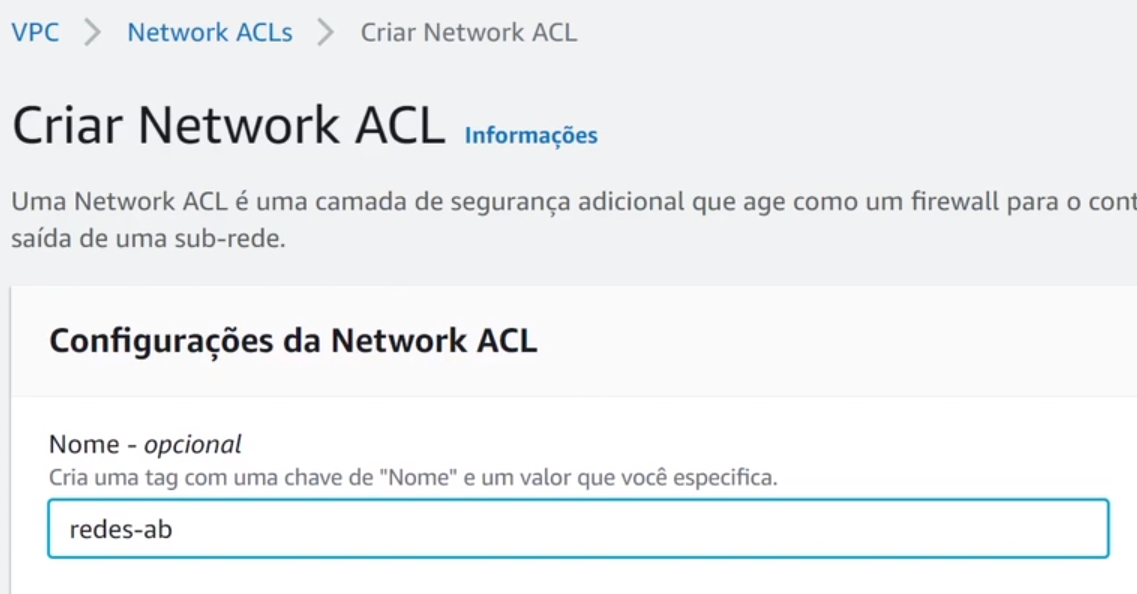 VPC > Network ACLs > Criar Network ACL
Criar Network ACL Informações
Uma Network ACL é uma camada de segurança adicional que age como um firewall para o
saída de uma sub-rede.
Configurações da Network ACL
Nome - opcional
Cria uma tag com uma chave de "Nome" e um valor que você especifica.
redes-ab